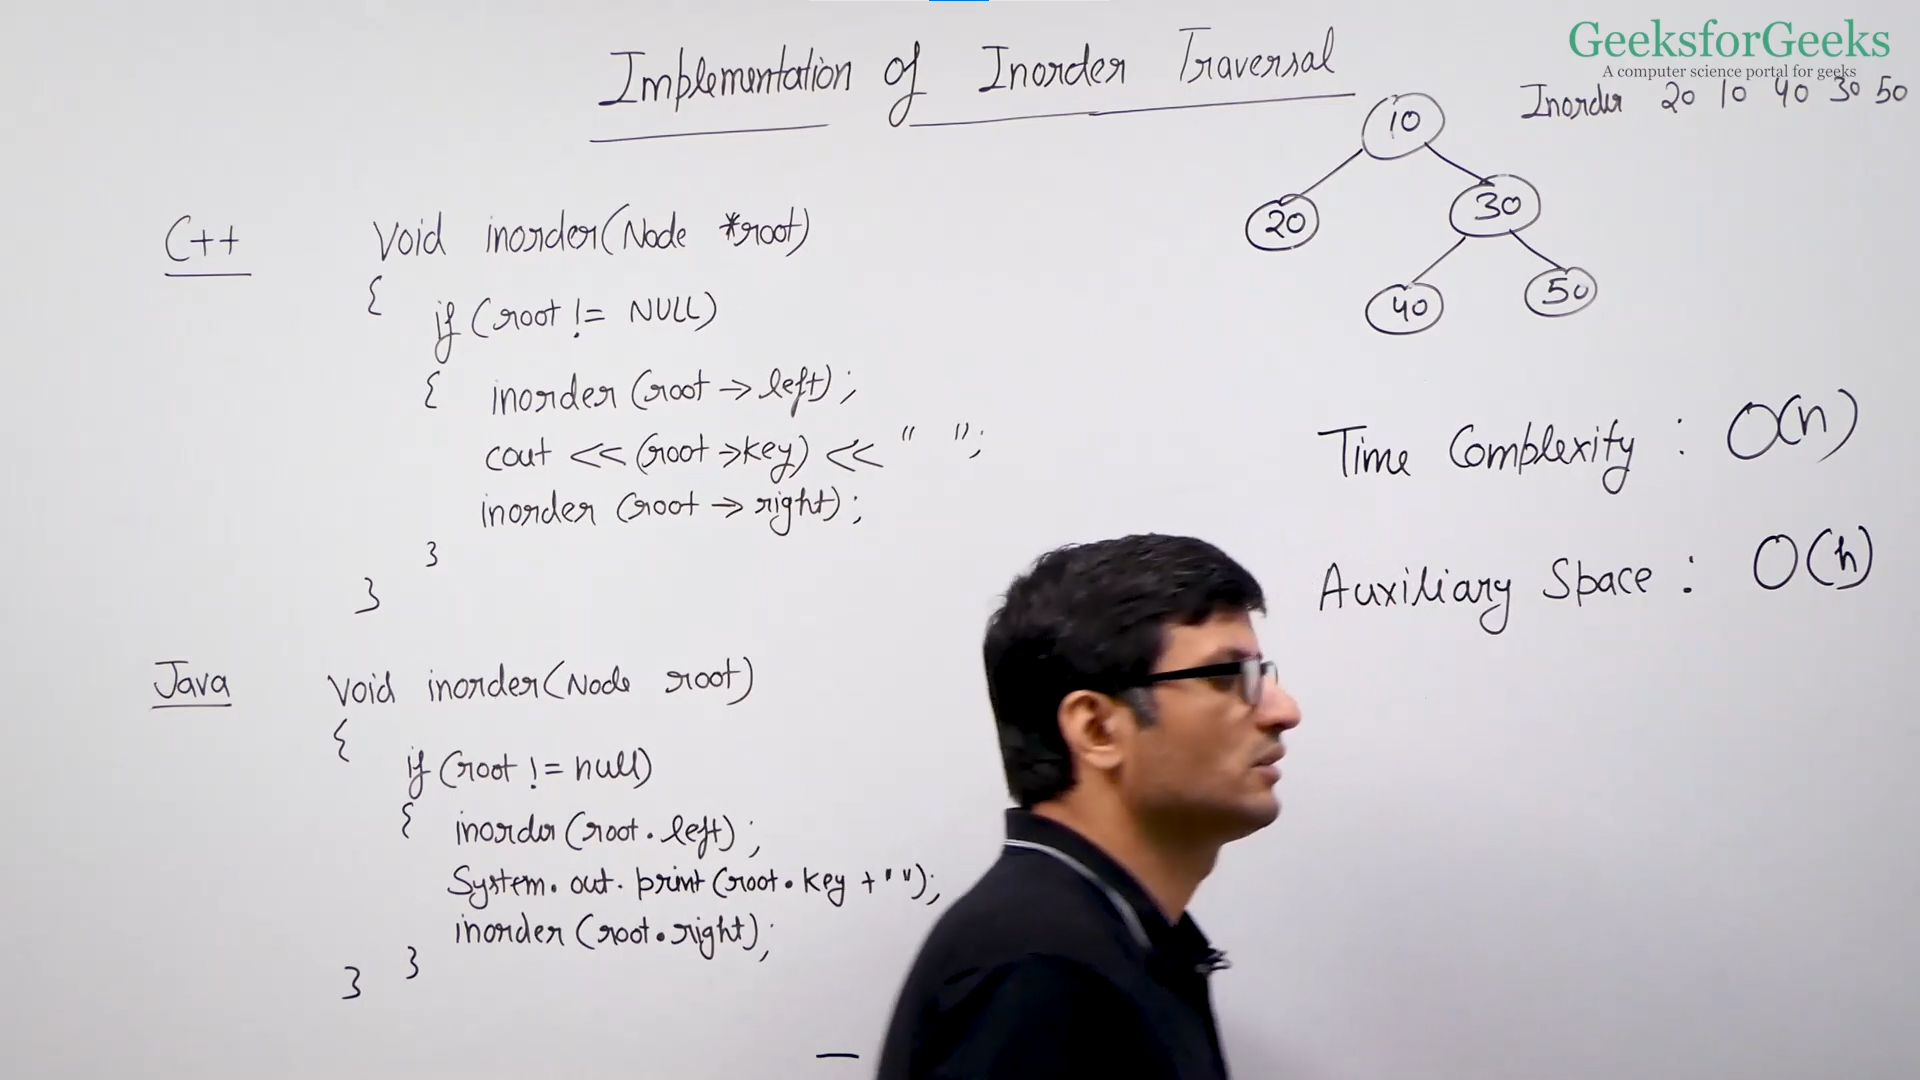 GeeksforGeeks
A computer science portal for geeks
Implementation of Inorder Traversal
Inorder 20 10 40 30 50
10
20 30
40 50
C++ Void inorder(Node *root)
{
if (root != NULL)
{ inorder (root → left);
cout << (root → key) << " ";
inorder (root → right);
}
}
Time Complexity : O(n)
Auxiliary Space : O(h)
Java Void inorder(Node root)
{
if (root != null)
{ inorder (root. left);
System. out. print (root. key + " ");
inorder (root. right);
}
}